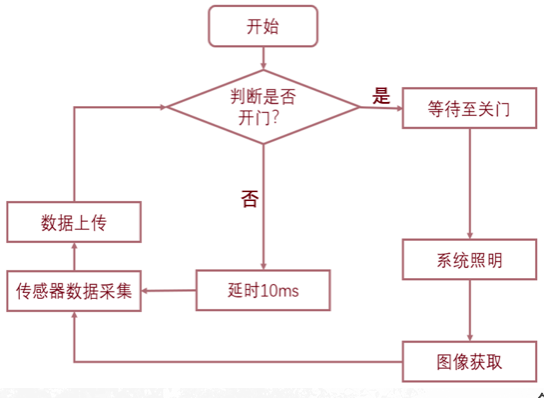 开始
判断是否
开门?
是
等待至关门
否
数据上传
系统照明
传感器数据采集
延时10ms
图像获取